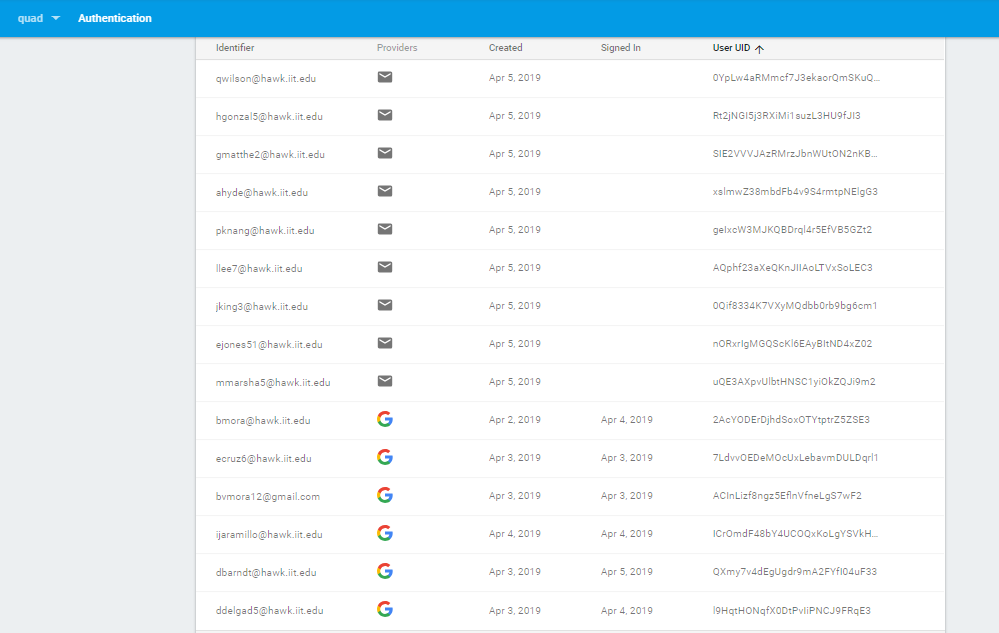 quad Authentication
Identifier Providers Created Signed In User UID
qwilson@hawk.iit.edu Apr 5, 2019 0YpLw4aRMmcf7J3ekaorQmSKuQ...
hgonzal5@hawk.iit.edu Apr 5, 2019 Rt2jNGI5j3RXiMi1suzL3HU9fJI3
gmatthe2@hawk.iit.edu Apr 5, 2019 SIE2VVVJAzRMrzJbnWUtON2nKB...
ahyde@hawk.iit.edu Apr 5, 2019 xslmwZ38mbdFb4v9S4rmtpNElgG3
pknang@hawk.iit.edu Apr 5, 2019 geIxcW3MJKQBDrql4r5EfVB5GZt2
llee7@hawk.iit.edu Apr 5, 2019 AQphf23aXeQKnJIIAoLTVxSoLEC3
jking3@hawk.iit.edu Apr 5, 2019 0Qif8334K7VXyMQdbb0rb9bg6cm1
ejones51@hawk.iit.edu Apr 5, 2019 nORxrIgMGQScKl6EAyBItND4xZ02
mmarsha5@hawk.iit.edu Apr 5, 2019 uQE3AXpvUlbtHNSC1yiOkZQJi9m2
bmora@hawk.iit.edu Apr 2, 2019 Apr 4, 2019 2AcYODErDjhdSoxOTYtptrZ5ZSE3
ecruz6@hawk.iit.edu Apr 3, 2019 Apr 3, 2019 7LdvvOEDeMOcUxLebavmDULDqrl1
bvmora12@gmail.com Apr 3, 2019 Apr 3, 2019 ACInLizf8ngz5EflnVfneLgS7wF2
ijaramillo@hawk.iit.edu Apr 4, 2019 Apr 4, 2019 ICrOmdF48bY4UCOQxKoLgYSVkH...
dbarndt@hawk.iit.edu Apr 3, 2019 Apr 5, 2019 QXmy7v4dEgUgdr9mA2FYfI04uF33
ddelgad5@hawk.iit.edu Apr 3, 2019 Apr 4, 2019 l9HqtHONqfX0DtPvIiPNCJ9FRqE3